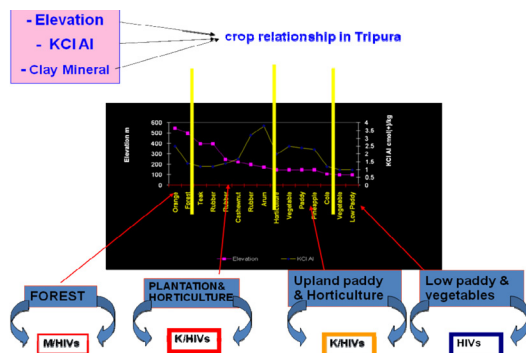 - Elevation
- KCl Al
- Clay Mineral
crop relationship in Tripura
Elevation m
600
500
400
300
200
100
0
KCl Al cmol(+)/kg
4
3.5
3
2.5
2
1.5
1
0.5
0
Orange
Forest
Teak
Rubber
Rubber
Cashewnut
Rubber
Arun
Horticulture
Vegetable
Paddy
Pineapple
Cola
Vegetable
Low Paddy
Elevation
KCl Al
FOREST
PLANTATION&
HORTICULTURE
Upland paddy
& Horticulture
Low paddy &
vegetables
M/HIVs
K/HIVs
K/HIVs
HIVs